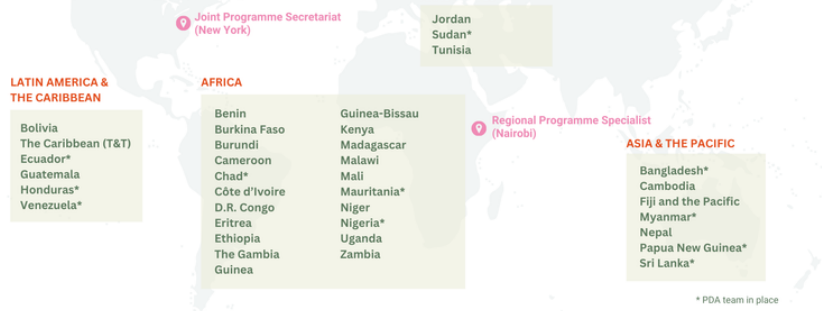 Joint Programme Secretariat
(New York)
Jordan
Sudan*
Tunisia
LATIN AMERICA &
THE CARIBBEAN
Bolivia
The Caribbean (T&T)
Ecuador*
Guatemala
Honduras*
Venezuela*
AFRICA
Benin
Burkina Faso
Burundi
Cameroon
Chad*
Côte d'Ivoire
D.R. Congo
Eritrea
Ethiopia
The Gambia
Guinea
Guinea-Bissau
Kenya
Madagascar
Malawi
Mali
Mauritania*
Niger
Nigeria*
Uganda
Zambia
Regional Programme Specialist
(Nairobi)
ASIA & THE PACIFIC
Bangladesh*
Cambodia
Fiji and the Pacific
Myanmar*
Nepal
Papua New Guinea*
Sri Lanka*
* PDA team in place